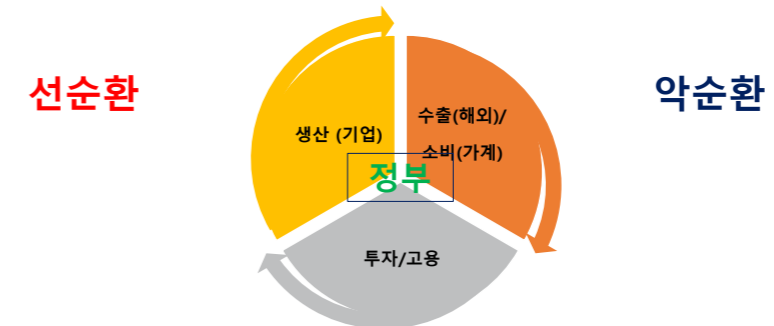 선순환
악순환
생산 (기업)
수출(해외)/
소비(가계)
정부
투자/고용